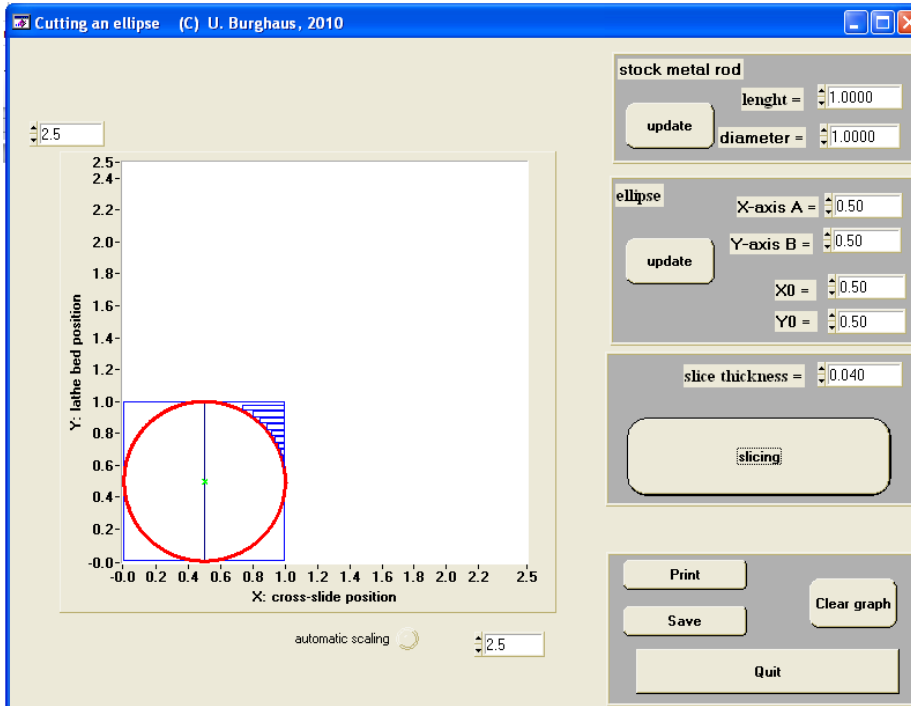 Cutting an ellipse (C) U. Burghaus, 2010
stock metal rod
lenght = 1.0000
update
diameter = 1.0000
2.5
ellipse
X-axis A = 0.50
Y-axis B = 0.50
update
X0 = 0.50
Y0 = 0.50
slice thickness = 0.040
slicing
2.5-
2.4-
2.2-
2.0-
1.8-
1.6-
1.4-
1.2-
1.0-
0.8-
0.6-
0.4-
0.2-
-0.0-
Y: lathe bed position
-0.0 0.2 0.4 0.6 0.8 1.0 1.2 1.4 1.6 1.8 2.0 2.2 2.5
X: cross-slide position
automatic scaling
2.5
Print
Save
Clear graph
Quit